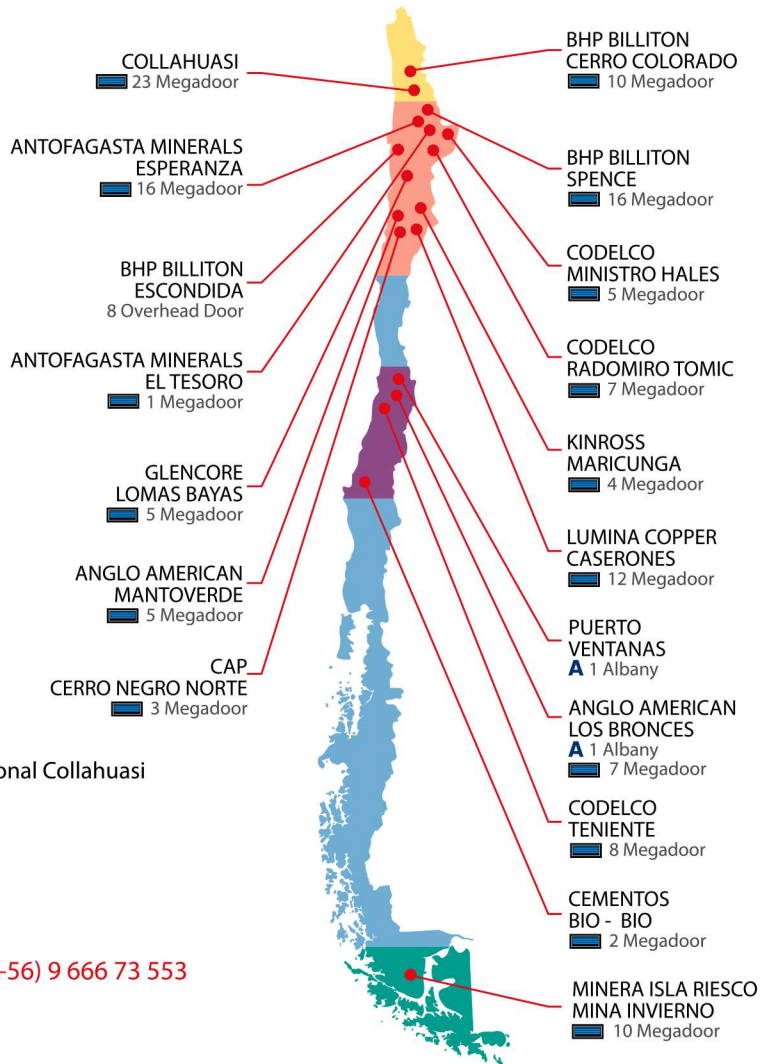 COLLAHUASI
23 Megadoor
ANTOFAGASTA MINERALS
ESPERANZA
16 Megadoor
BHP BILLITON
ESCONDIDA
8 Overhead Door
ANTOFAGASTA MINERALS
EL TESORO
1 Megadoor
GLENCORE
LOMAS BAYAS
5 Megadoor
ANGLO AMERICAN
MANTOVERDE
5 Megadoor
CAP
CERRO NEGRO NORTE
3 Megadoor
onal Collahuasi
-56) 9 666 73 553
BHP BILLITON
CERRO COLORADO
10 Megadoor
BHP BILLITON
SPENCE
16 Megadoor
CODELCO
MINISTRO HALES
5 Megadoor
CODELCO
RADOMIRO TOMIC
7 Megadoor
KINROSS
MARICUNGA
4 Megadoor
LUMINA COPPER
CASERONES
12 Megadoor
PUERTO
VENTANAS
A 1 Albany
ANGLO AMERICAN
LOS BRONCES
A 1 Albany
7 Megadoor
CODELCO
TENIENTE
8 Megadoor
CEMENTOS
BIO - BIO
2 Megadoor
MINERA ISLA RIESCO
MINA INVIERNO
10 Megadoor